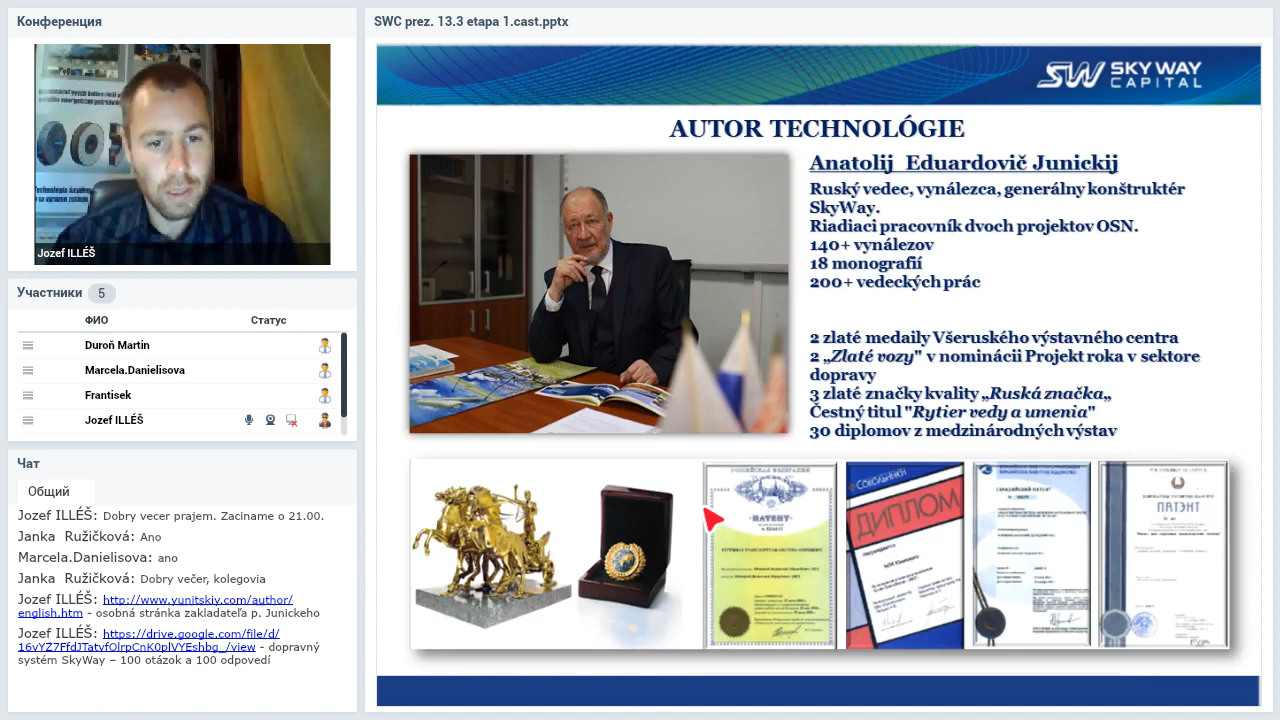 Конференция
Jozef ILLÉŠ
Участники 5
ФИО Статус
Duroň Martin
Marcela.Danielisova
Frantisek
Jozef ILLÉŠ
Чат
Общий
Jozef ILLÉŠ: Dobry vecer prajem, Zaciname o 21.00
Janka Ružičková: Ano
Marcela.Danielisova: ano
Janka Ružičková: Dobry večer, kolegovia
Jozef ILLÉŠ: http://www.yunitskiy.com/author/
english.htm - osobná stránka zakladateľa p. Junickeho
Jozef ILLÉŠ: https://drive.google.com/file/d/
- dopravný
systém SkyWay – 100 otázok a 100 odpovedí
SWC prez. 13.3 etapa 1.cast.pptx
SW SKY WAY
CAPITAL
AUTOR TECHNOLÓGIE
Anatolij Eduardovič Junickij
Ruský vedec, vynálezca, generálny konštruktér
SkyWay.
Riadiaci pracovník dvoch projektov OSN.
140+ vynálezov
18 monografií
200+ vedeckých prác
2 zlaté medaily Všeruského výstavného centra
2 „Zlaté vozy" v nominácii Projekt roka v sektore
dopravy
3 zlaté značky kvality „Ruská značka„
Čestný titul "Rytier vedy a umenia"
30 diplomov z medzinárodných výstav
ПАТЕНТ
СОКОЛЬНИКИ
ДИПЛОМ
ПАТЭНТ